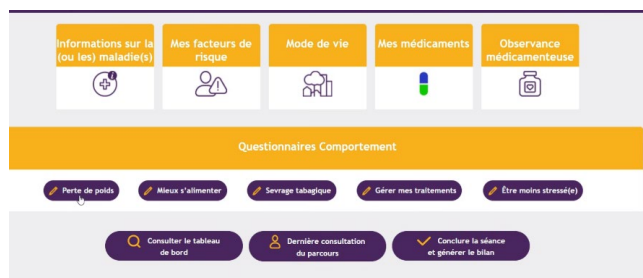 Informations sur la (ou les) maladie(s)
Mes facteurs de risque
Mode de vie
Mes médicaments
Observance médicamenteuse
Questionnaires Comportement
Perte de poids
Mieux s'alimenter
Sevrage tabagique
Gérer mes traitements
Être moins stressé(e)
Consulter le tableau de bord
Dernière consultation du parcours
Conclure la séance et générer le bilan